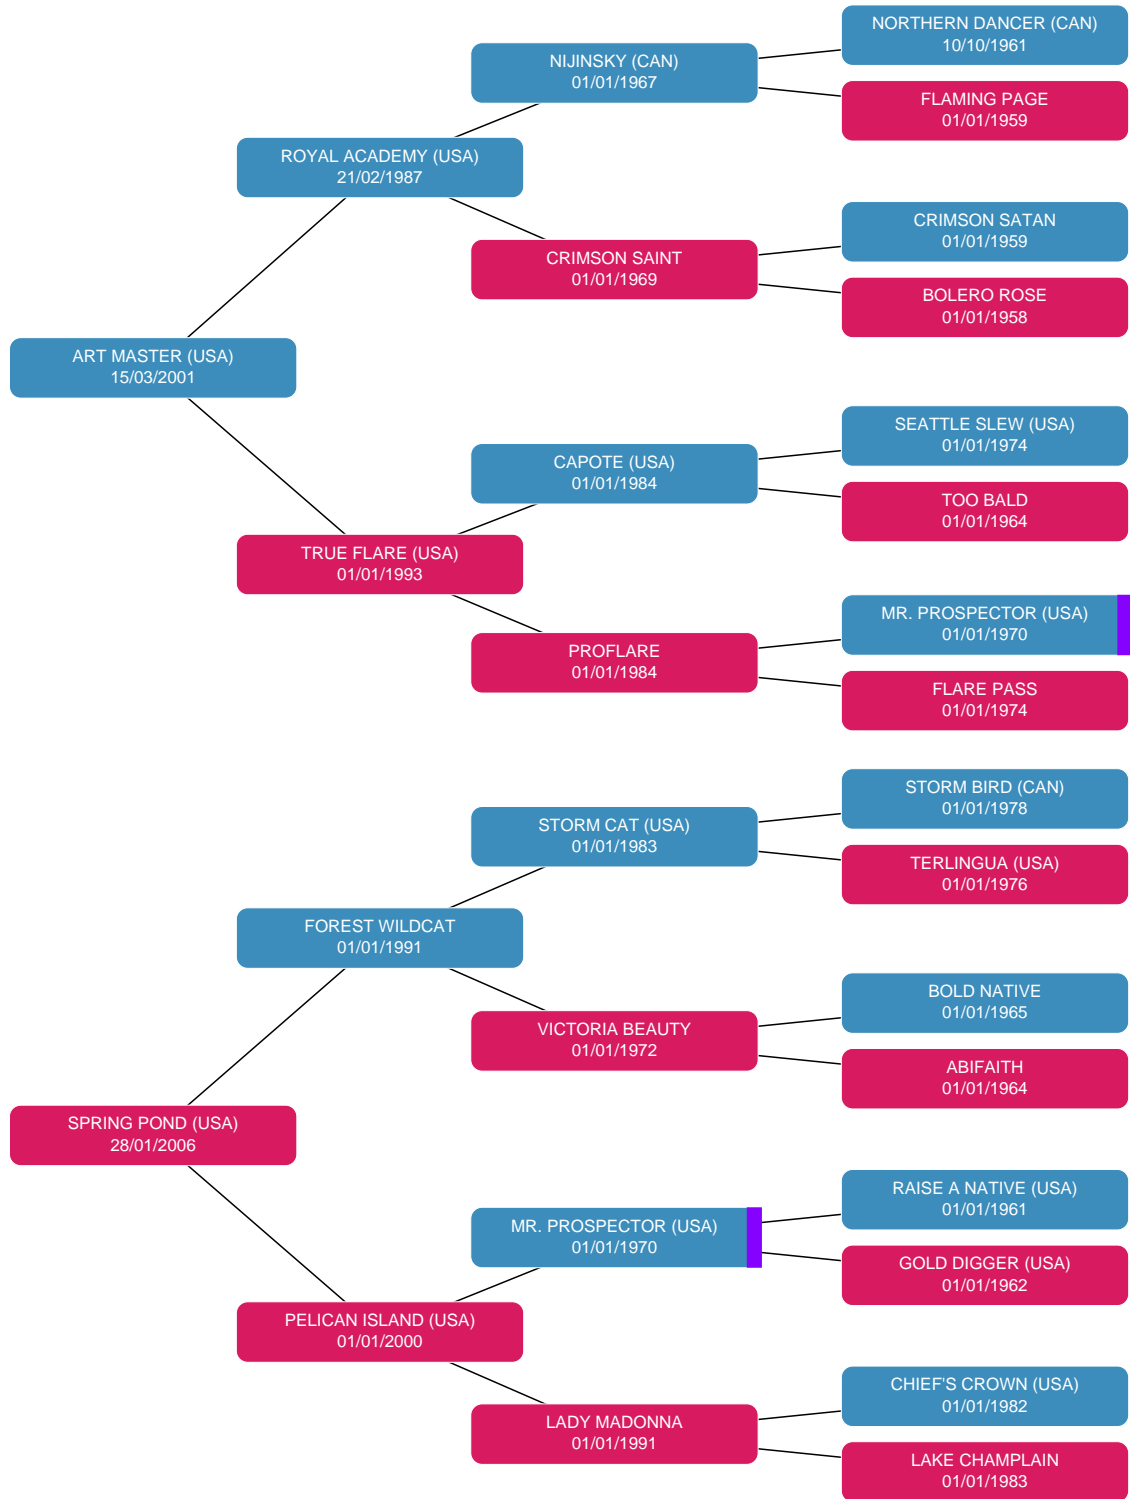 NORTHERN DANCER (CAN)
10/10/1961
NIJINSKY (CAN)
01/01/1967
FLAMING PAGE
01/01/1959
ROYAL ACADEMY (USA)
21/02/1987
CRIMSON SATAN
01/01/1959
CRIMSON SAINT
01/01/1969
BOLERO ROSE
01/01/1958
ART MASTER (USA)
15/03/2001
SEATTLE SLEW (USA)
01/01/1974
CAPOTE (USA)
01/01/1984
TOO BALD
01/01/1964
TRUE FLARE (USA)
01/01/1993
MR. PROSPECTOR (USA)
01/01/1970
PROFLARE
01/01/1984
FLARE PASS
01/01/1974
STORM BIRD (CAN)
01/01/1978
STORM CAT (USA)
01/01/1983
TERLINGUA (USA)
01/01/1976
FOREST WILDCAT
01/01/1991
BOLD NATIVE
01/01/1965
VICTORIA BEAUTY
01/01/1972
ABIFAITH
01/01/1964
SPRING POND (USA)
28/01/2006
RAISE A NATIVE (USA)
01/01/1961
MR. PROSPECTOR (USA)
01/01/1970
GOLD DIGGER (USA)
01/01/1962
PELICAN ISLAND (USA)
01/01/2000
CHIEF'S CROWN (USA)
01/01/1982
LADY MADONNA
01/01/1991
LAKE CHAMPLAIN
01/01/1983